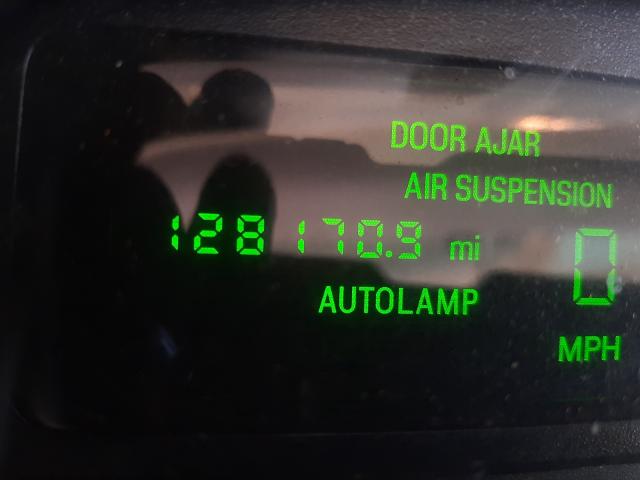 DOOR AJAR
AIR SUSPENSION
128170.9 mi
0
AUTOLAMP
MPH